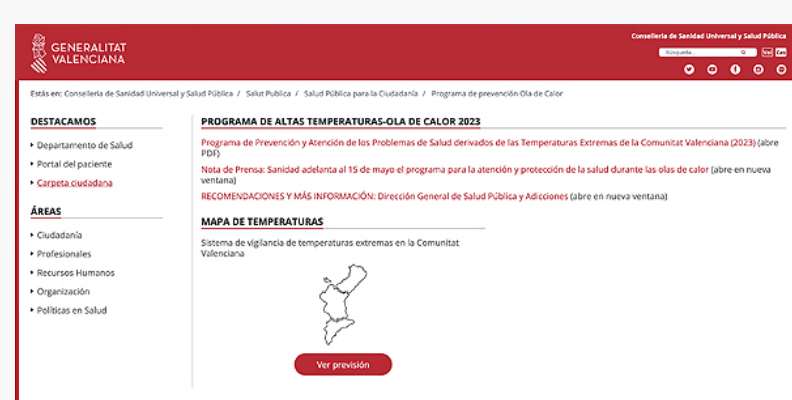 Conselleria de Sanidad Universal y Salud Pública
GENERALITAT
VALENCIANA
Búsqueda...
Val Cas
Estás en: Conselleria de Sanidad Universal y Salud Pública / Salut Publica / Salud Pública para la Ciudadanía / Programa de prevención Ola de Calor
DESTACAMOS
Departamento de Salud
Portal del paciente
Carpeta ciudadana
ÁREAS
Ciudadanía
Profesionales
Recursos Humanos
Organización
Políticas en Salud
PROGRAMA DE ALTAS TEMPERATURAS-OLA DE CALOR 2023
Programa de Prevención y Atención de los Problemas de Salud derivados de las Temperaturas Extremas de la Comunitat Valenciana (2023) (abre
PDF)
Nota de Prensa: Sanidad adelanta al 15 de mayo el programa para la atención y protección de la salud durante las olas de calor (abre en nueva
ventana)
RECOMENDACIONES Y MÁS INFORMACIÓN: Dirección General de Salud Pública y Adicciones (abre en nueva ventana)
MAPA DE TEMPERATURAS
Sistema de vigilancia de temperaturas extremas en la Comunitat
Valenciana
Ver previsión